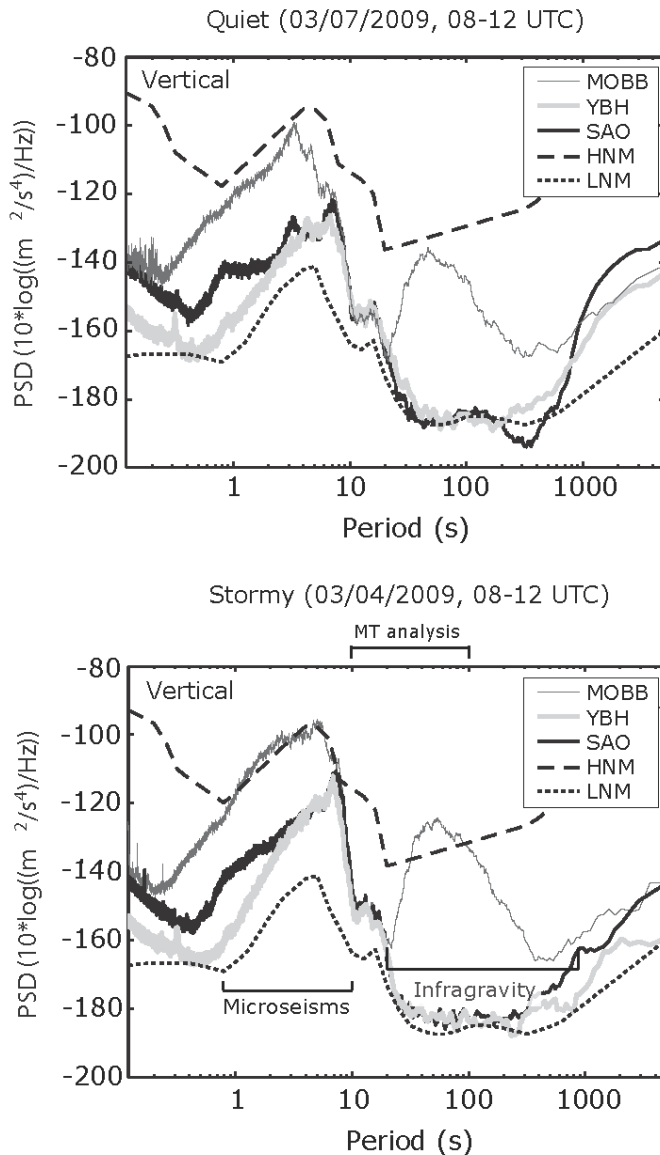 Quiet (03/07/2009, 08-12 UTC)
Vertical
MOBB
YBH
SAO
HNM
LNM
PSD (10*log((m 2/s4)/Hz))
-80
-100
-120
-140
-160
-180
-200
1
10
100
1000
Period (s)
Stormy (03/04/2009, 08-12 UTC)
MT analysis
Vertical
MOBB
YBH
SAO
HNM
LNM
PSD (10*log((m 2/s4)/Hz))
-80
-100
-120
-140
-160
-180
-200
Infragravity
Microseisms
1
10
100
1000
Period (s)